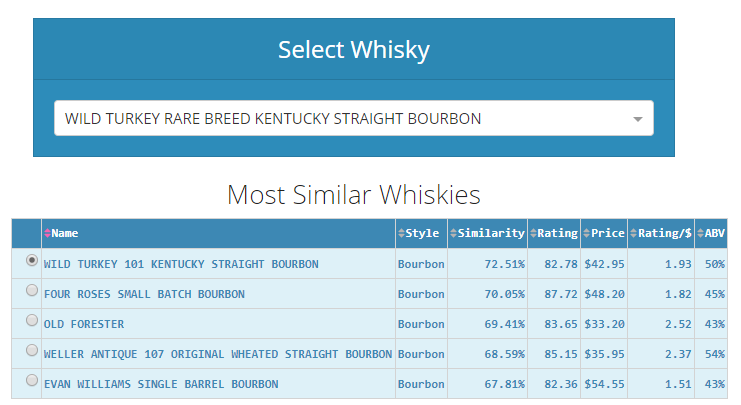 Select Whisky
WILD TURKEY RARE BREED KENTUCKY STRAIGHT BOURBON
Most Similar Whiskies
Name Style Similarity Rating Price Rating/$ ABV
WILD TURKEY 101 KENTUCKY STRAIGHT BOURBON Bourbon 72.51% 82.78 $42.95 1.93 50%
FOUR ROSES SMALL BATCH BOURBON Bourbon 70.05% 87.72 $48.20 1.82 45%
OLD FORESTER Bourbon 69.41% 83.65 $33.20 2.52 43%
WELLER ANTIQUE 107 ORIGINAL WHEATED STRAIGHT BOURBON Bourbon 68.59% 85.15 $35.95 2.37 54%
EVAN WILLIAMS SINGLE BARREL BOURBON Bourbon 67.81% 82.36 $54.55 1.51 43%